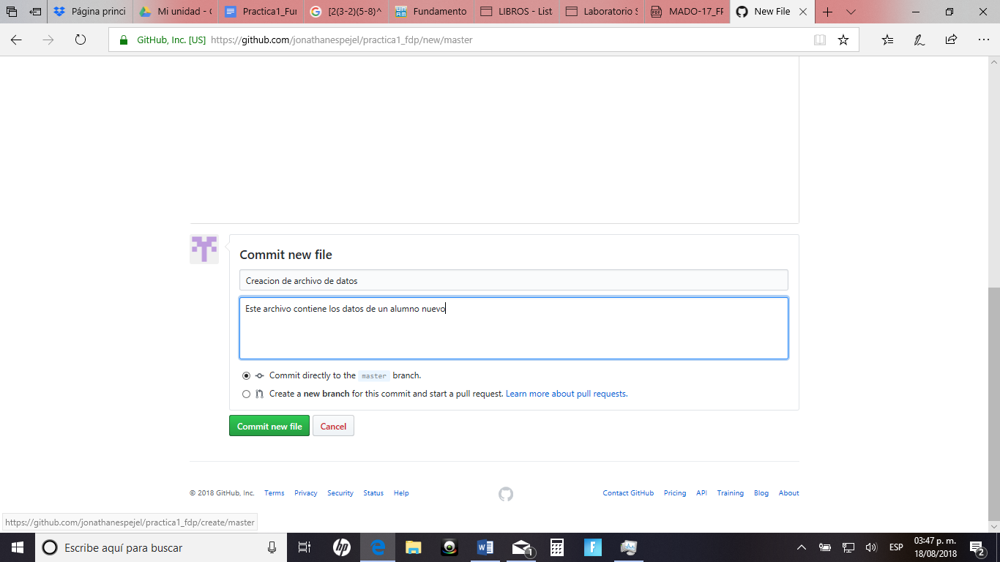 Página princi
Mi unidad - G
Practica1_Fur
[2(3-2)(5-8)^
Fundamento
LIBROS - List
Laboratorio S
MADO-17_FP
New File
GitHub, Inc. [US] https://github.com/jonathanespejel/practica1_fdp/new/master
Commit new file
Creacion de archivo de datos
Este archivo contiene los datos de un alumno nuevo
Commit directly to the master branch.
Create a new branch for this commit and start a pull request. Learn more about pull requests.
Commit new file
Cancel
© 2018 GitHub, Inc. Terms Privacy Security Status Help
Contact GitHub Pricing API Training Blog About
https://github.com/jonathanespejel/practica1_fdp/create/master
Escribe aquí para buscar
ESP
03:47 p. m.
18/08/2018